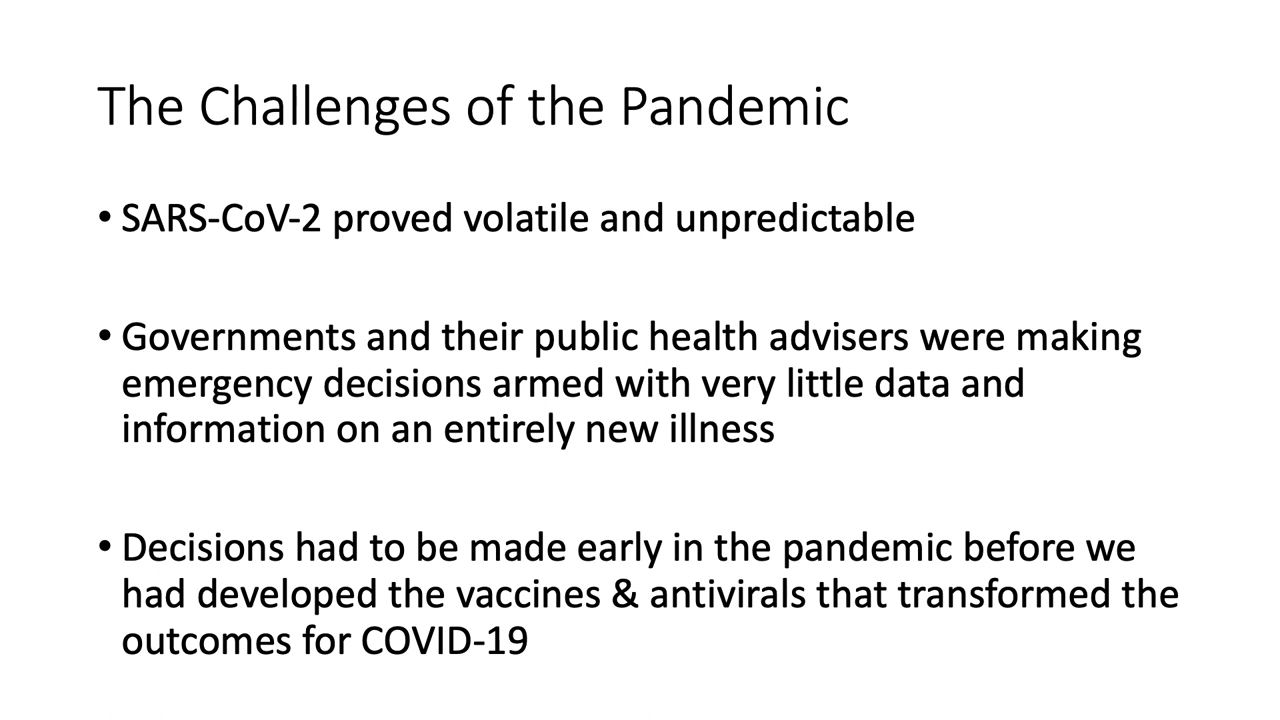 The Challenges of the Pandemic
• SARS-CoV-2 proved volatile and unpredictable
• Governments and their public health advisers were making
emergency decisions armed with very little data and
information on an entirely new illness
• Decisions had to be made early in the pandemic before we
had developed the vaccines & antivirals that transformed the
outcomes for COVID-19